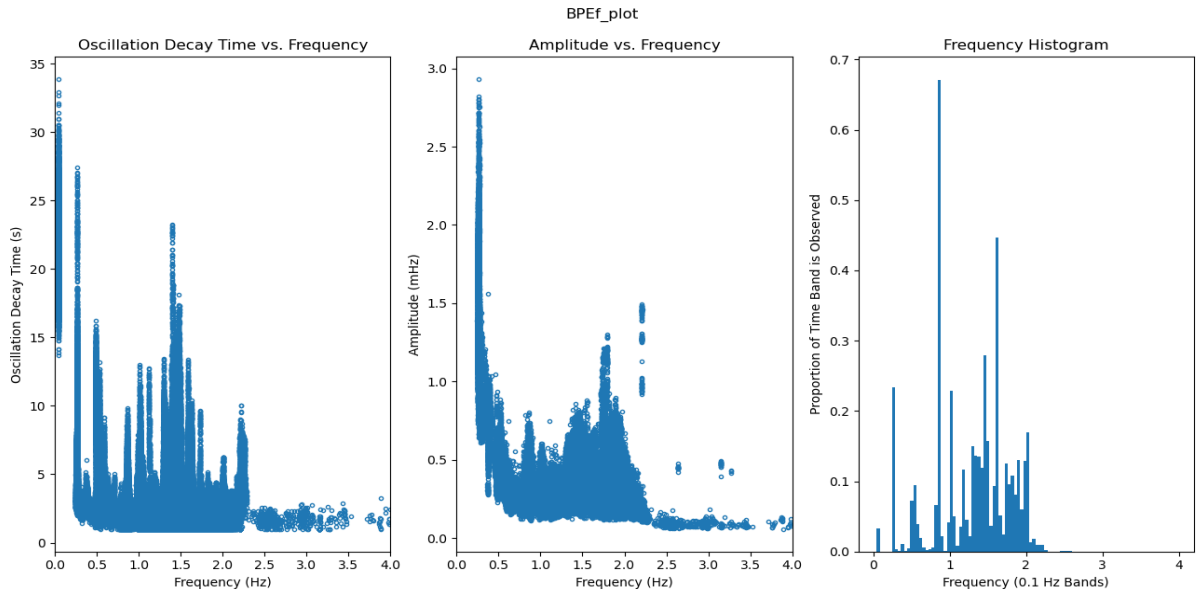 BPEf_plot
Oscillation Decay Time vs. Frequency
Oscillation Decay Time (s)
35
30
25
20
15
10
5
0
0.0 0.5 1.0 1.5 2.0 2.5 3.0 3.5 4.0
Frequency (Hz)
Amplitude vs. Frequency
Amplitude (mHz)
3.0
2.5
2.0
1.5
1.0
0.5
0.0
0.0 0.5 1.0 1.5 2.0 2.5 3.0 3.5 4.0
Frequency (Hz)
Frequency Histogram
Proportion of Time Band is Observed
0.7
0.6
0.5
0.4
0.3
0.2
0.1
0.0
0 1 2 3 4
Frequency (0.1 Hz Bands)